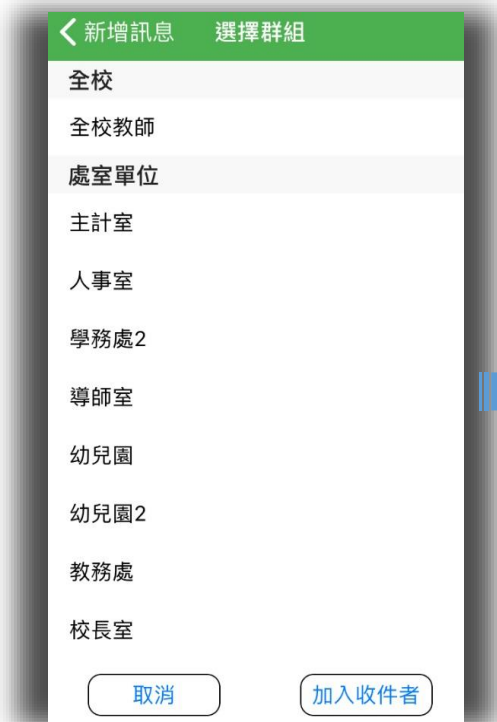 新增訊息 選擇群組
全校
全校教師
處室單位
主計室
人事室
學務處2
導師室
幼兒園
幼兒園2
教務處
校長室
取消 加入收件者